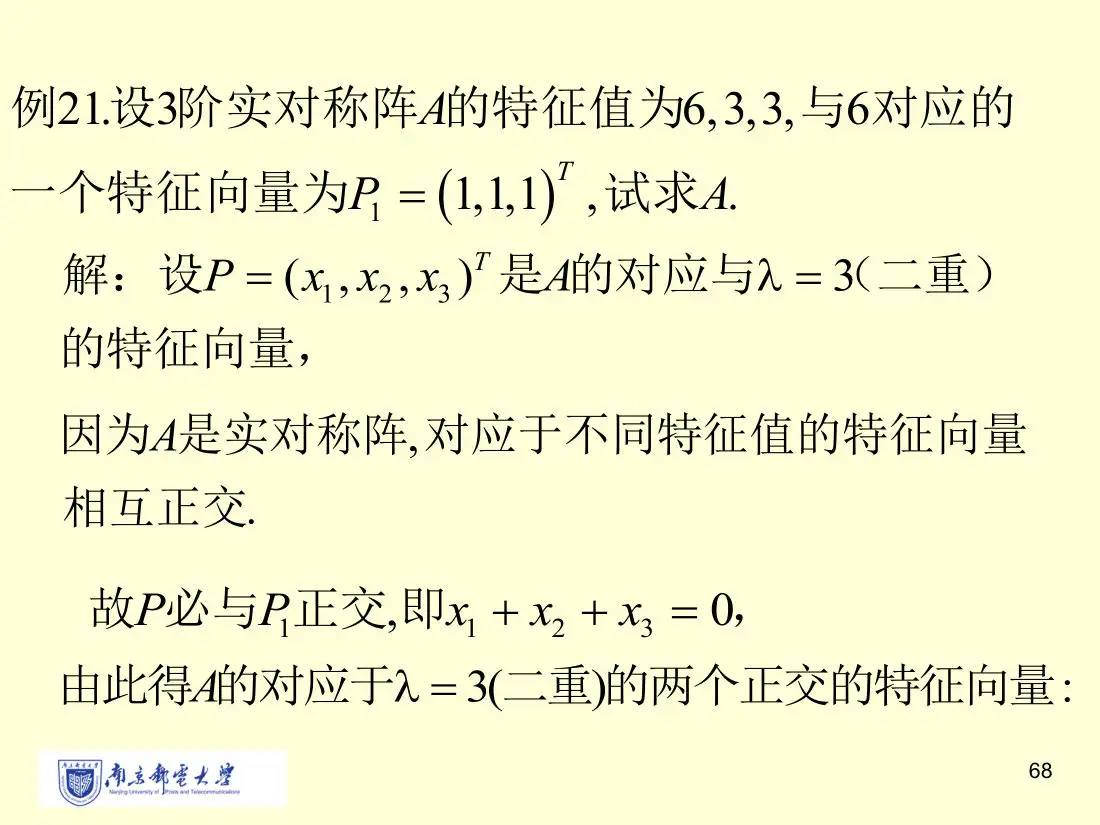 例21.设3阶实对称阵A的特征值为6,3,3,与6对应的
一个特征向量为P₁ = (1,1,1)ᵀ,试求A.
解：设P = (x₁, x₂, x₃)ᵀ 是A的对应与λ = 3（二重）
的特征向量，
因为A是实对称阵,对应于不同特征值的特征向量
相互正交.
故P必与P₁正交,即x₁ + x₂ + x₃ = 0，
由此得A的对应于λ = 3(二重)的两个正交的特征向量:
南京邮电大学
Nanjing University of Posts and Telecommunications
68